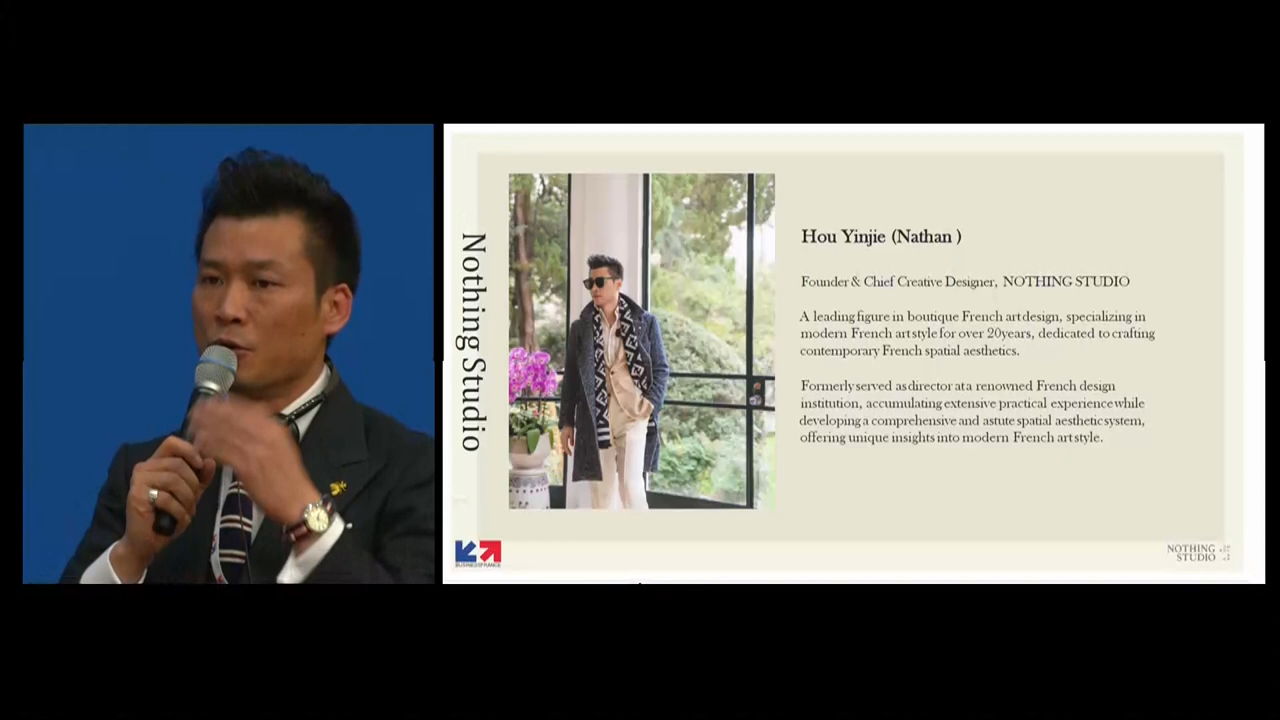 Nothing Studio
Hou Yinjie (Nathan )
Founder & Chief Creative Designer, NOTHING STUDIO
A leading figure in boutique French art design, specializing in
modern French art style for over 20years, dedicated to crafting
contemporary French spatial aesthetics.
Formerly served as director at a renowned French design
institution, accumulating extensive practical experience while
developing a comprehensive and astute spatial aesthetic system,
offering unique insights into modern French art style.
BUSINESS FRANCE
NOTHING
STUDIO